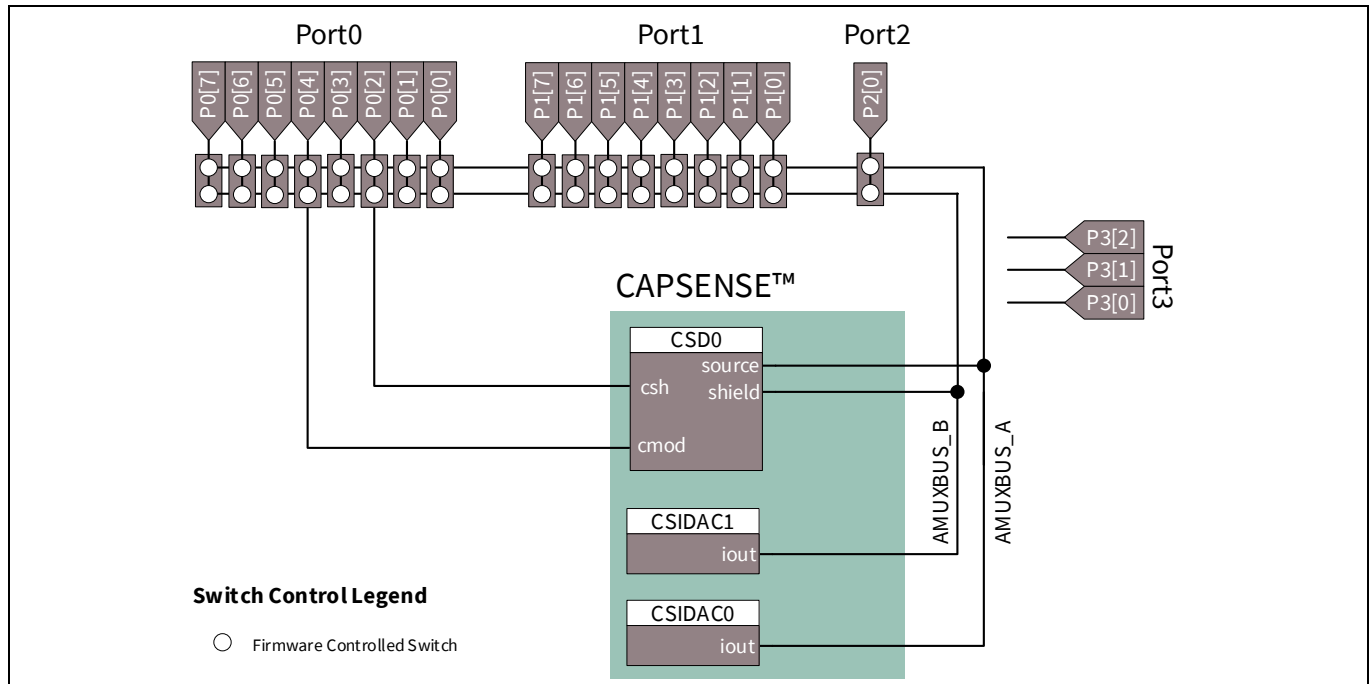 Port0
Port1
Port2
P0[7]
P0[6]
P0[5]
P0[4]
P0[3]
P0[2]
P0[1]
P0[0]
P1[7]
P1[6]
P1[5]
P1[4]
P1[3]
P1[2]
P1[1]
P1[0]
P2[0]
P3[2]
P3[1]
P3[0]
Port3
CAPSENSE™
CSD0
source
csh
shield
cmod
AMUXBUS_B
AMUXBUS_A
CSIDAC1
iout
CSIDAC0
iout
Switch Control Legend
Firmware Controlled Switch